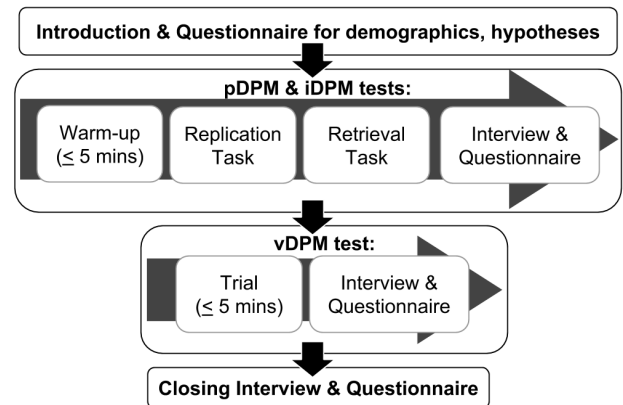 Introduction & Questionnaire for demographics, hypotheses
pDPM & iDPM tests:
Warm-up
(≤ 5 mins)
Replication
Task
Retrieval
Task
Interview &
Questionnaire
vDPM test:
Trial
(≤ 5 mins)
Interview &
Questionnaire
Closing Interview & Questionnaire